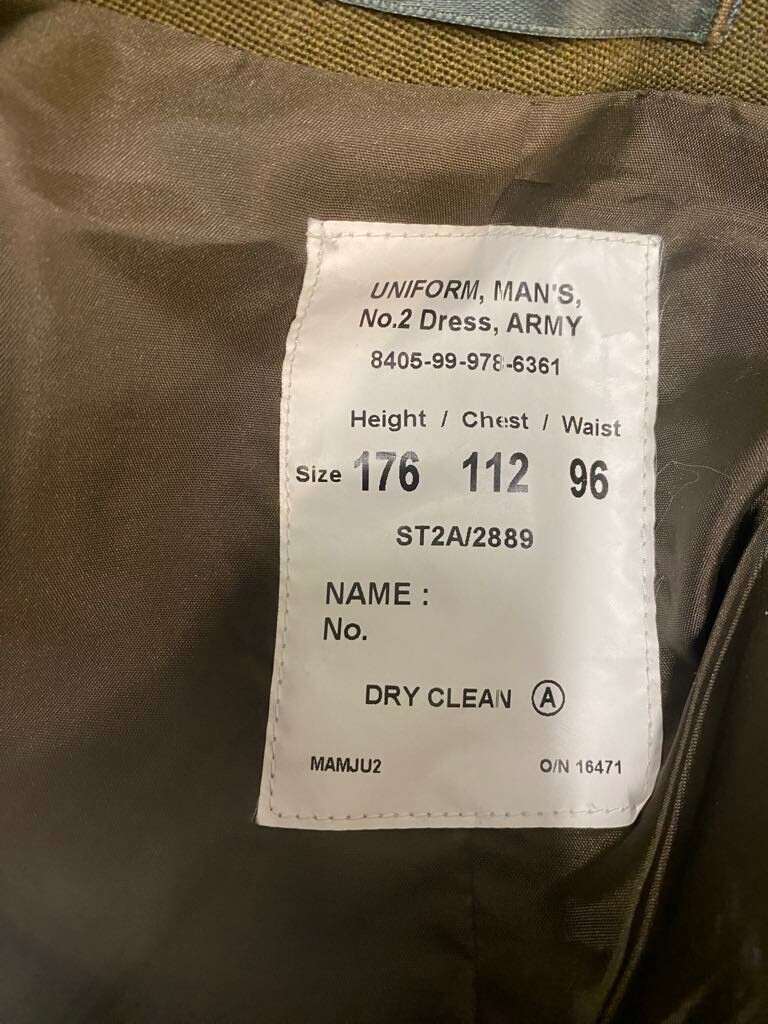 UNIFORM, MAN'S,
No.2 Dress, ARMY
8405-99-978-6361
Height / Chest / Waist
Size 176 112 96
ST2A/2889
NAME :
No.
DRY CLEAN Ⓐ
MAMJU2 O/N 16471